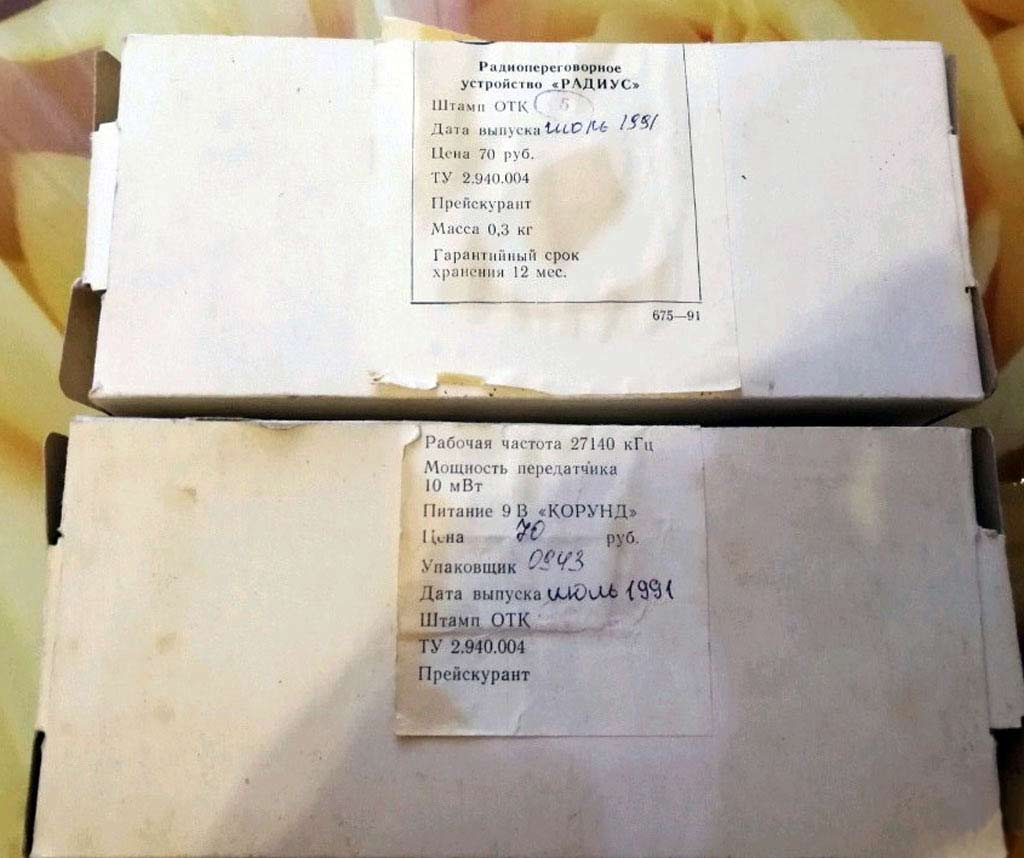 Радиопереговорное
устройство «РАДИУС»
Штамп ОТК 5
Дата выпуска июль 1991
Цена 70 руб.
ТУ 2.940.004
Прейскурант
Масса 0,3 кг
Гарантийный срок
хранения 12 мес.
675—91
Рабочая частота 27140 кГц
Мощность передатчика
10 мВт
Питание 9 В «КОРУНД»
Цена 70 руб.
Упаковщик 0943
Дата выпуска июль 1991
Штамп ОТК
ТУ 2.940.004
Прейскурант